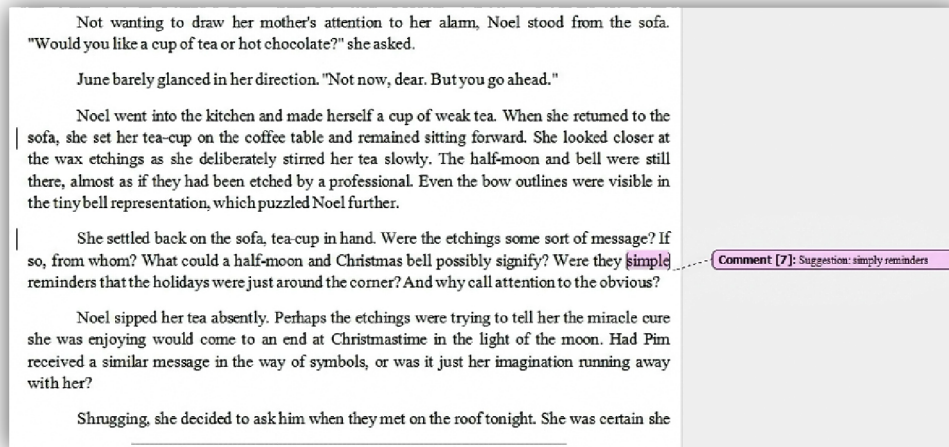 Not wanting to draw her mother's attention to her alarm, Noel stood from the sofa.
"Would you like a cup of tea or hot chocolate?" she asked.
June barely glanced in her direction. "Not now, dear. But you go ahead."
Noel went into the kitchen and made herself a cup of weak tea. When she returned to the
sofa, she set her tea-cup on the coffee table and remained sitting forward. She looked closer at
the wax etchings as she deliberately stirred her tea slowly. The half-moon and bell were still
there, almost as if they had been etched by a professional. Even the bow outlines were visible in
the tiny bell representation, which puzzled Noel further.
She settled back on the sofa, tea-cup in hand. Were the etchings some sort of message? If
so, from whom? What could a half-moon and Christmas bell possibly signify? Were they simple
reminders that the holidays were just around the corner? And why call attention to the obvious?
Comment [7]: Suggestion: simply reminders
Noel sipped her tea absently. Perhaps the etchings were trying to tell her the miracle cure
she was enjoying would come to an end at Christmastime in the light of the moon. Had Pim
received a similar message in the way of symbols, or was it just her imagination running away
with her?
Shrugging, she decided to ask him when they met on the roof tonight. She was certain she